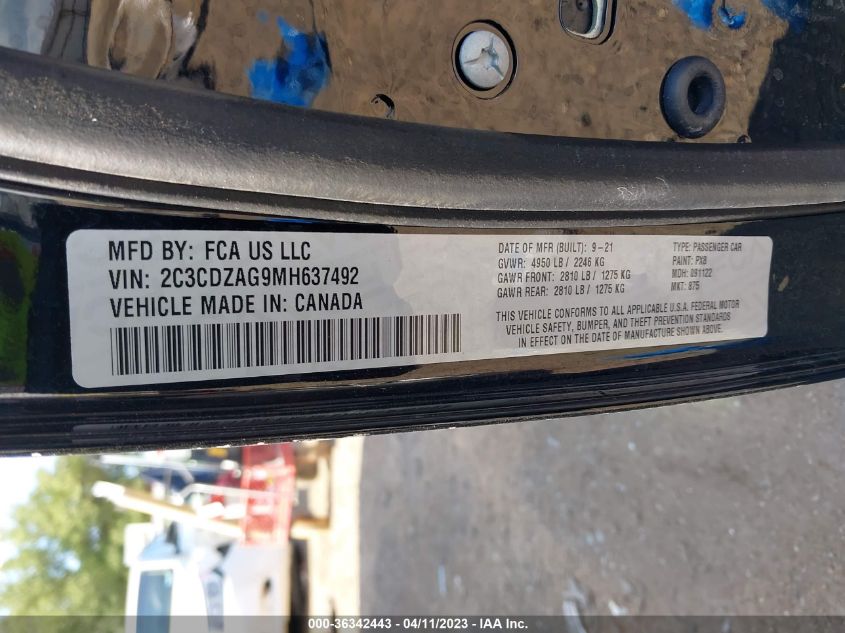 MFD BY: FCA US LLC
VIN: 2C3CDZAG9MH637492
VEHICLE MADE IN: CANADA
DATE OF MFR (BUILT): 9-21
GVWR: 4950 LB / 2246 KG
GAWR FRONT: 2810 LB / 1275 KG
GAWR REAR: 2810 LB / 1275 KG
TYPE: PASSENGER CAR
PAINT: PX8
MDH: 091122
MKT: 875
THIS VEHICLE CONFORMS TO ALL APPLICABLE U.S.A. FEDERAL MOTOR
VEHICLE SAFETY, BUMPER, AND THEFT PREVENTION STANDARDS
IN EFFECT ON THE DATE OF MANUFACTURE SHOWN ABOVE.
000-36342443 - 04/11/2023 - IAA Inc.